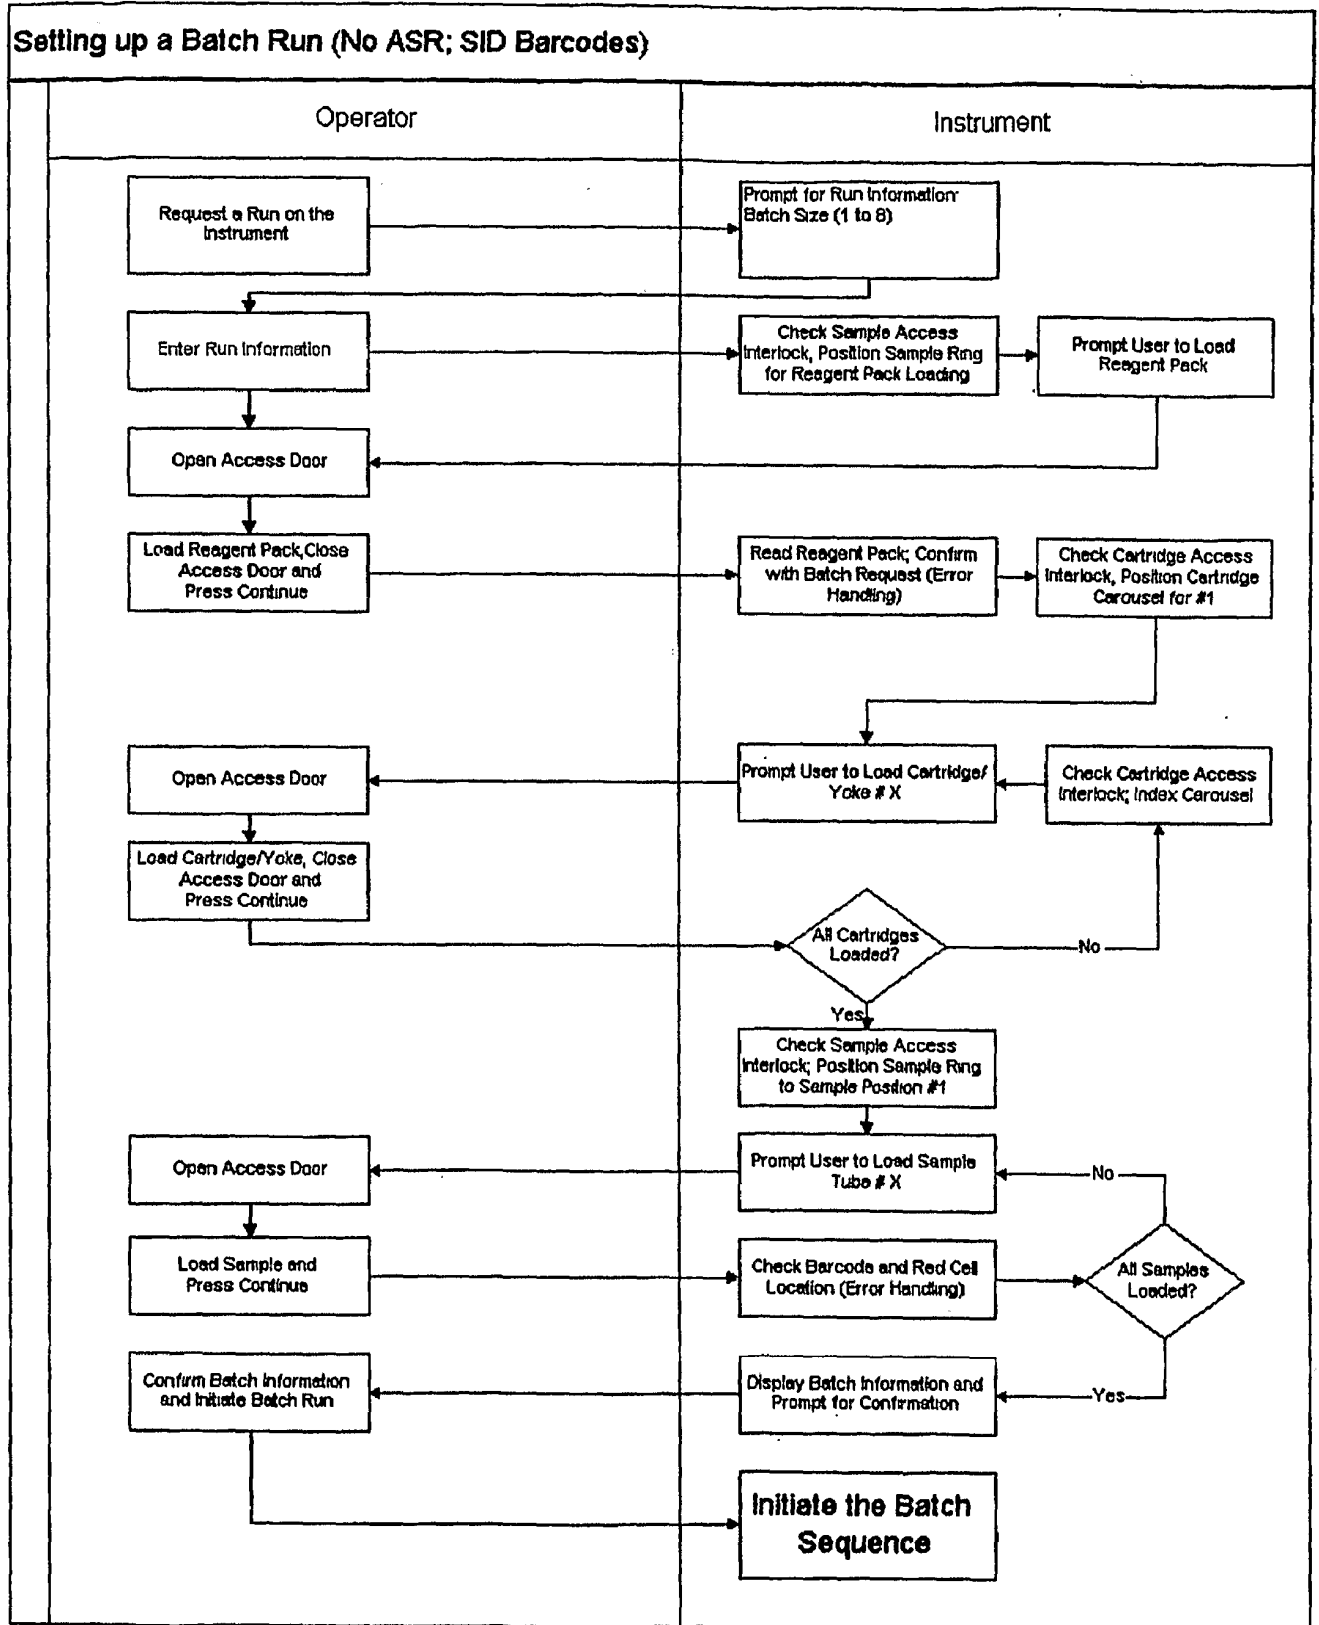 Setting up a Batch Run (No ASR; SID Barcodes)
Operator
Instrument
Request a Run on the
Instrument
Prompt for Run Information
Batch Size (1 to 8)
Enter Run Information
Check Sample Access
Interlock, Position Sample Ring
for Reagent Pack Loading
Prompt User to Load
Reagent Pack
Open Access Door
Load Reagent Pack, Close
Access Door and
Press Continue
Read Reagent Pack; Confirm
with Batch Request (Error
Handling)
Check Cartridge Access
Interlock, Position Cartridge
Carousel for #1
Open Access Door
Prompt User to Load Cartridge/
Yoke # X
Check Cartridge Access
Interlock; Index Carousel
Load Cartridge/Yoke, Close
Access Door and
Press Continue
All Cartridges
Loaded?
No
Yes
Check Sample Access
Interlock; Position Sample Ring
to Sample Position #1
Open Access Door
Prompt User to Load Sample
Tube # X
No
Load Sample and
Press Continue
Check Barcode and Red Cell
Location (Error Handling)
All Samples
Loaded?
Confirm Batch Information
and Initiate Batch Run
Display Batch Information and
Prompt for Confirmation
Yes
Initiate the Batch
Sequence